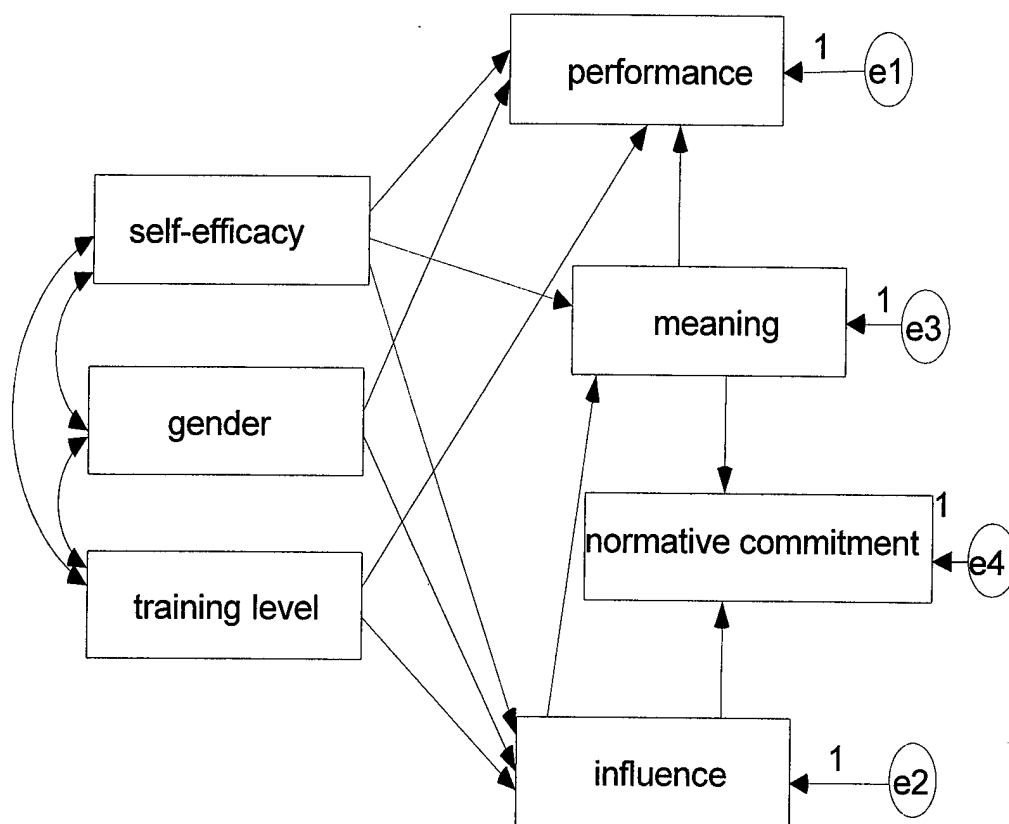 performance
1
e1
self-efficacy
meaning
1
e3
gender
normative commitment
1
e4
training level
influence
1
e2